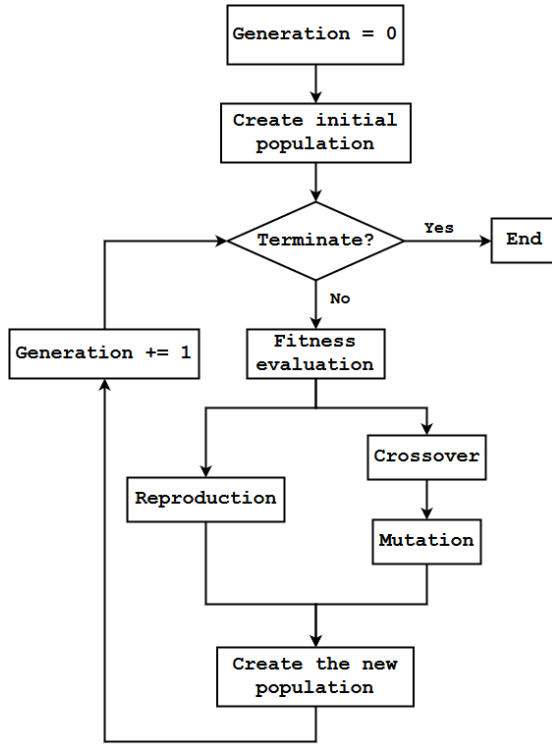 Generation = 0
Create initial
population
Terminate?
Yes
End
No
Fitness
evaluation
Generation += 1
Crossover
Reproduction
Mutation
Create the new
population